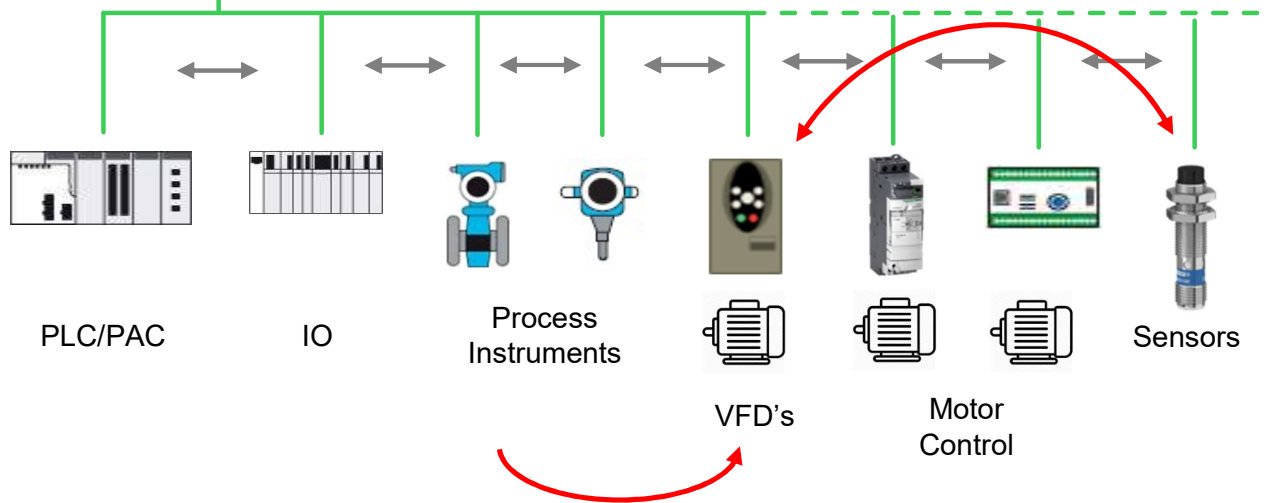 PLC/PAC
IO
Process
Instruments
VFD's
Motor
Control
Sensors